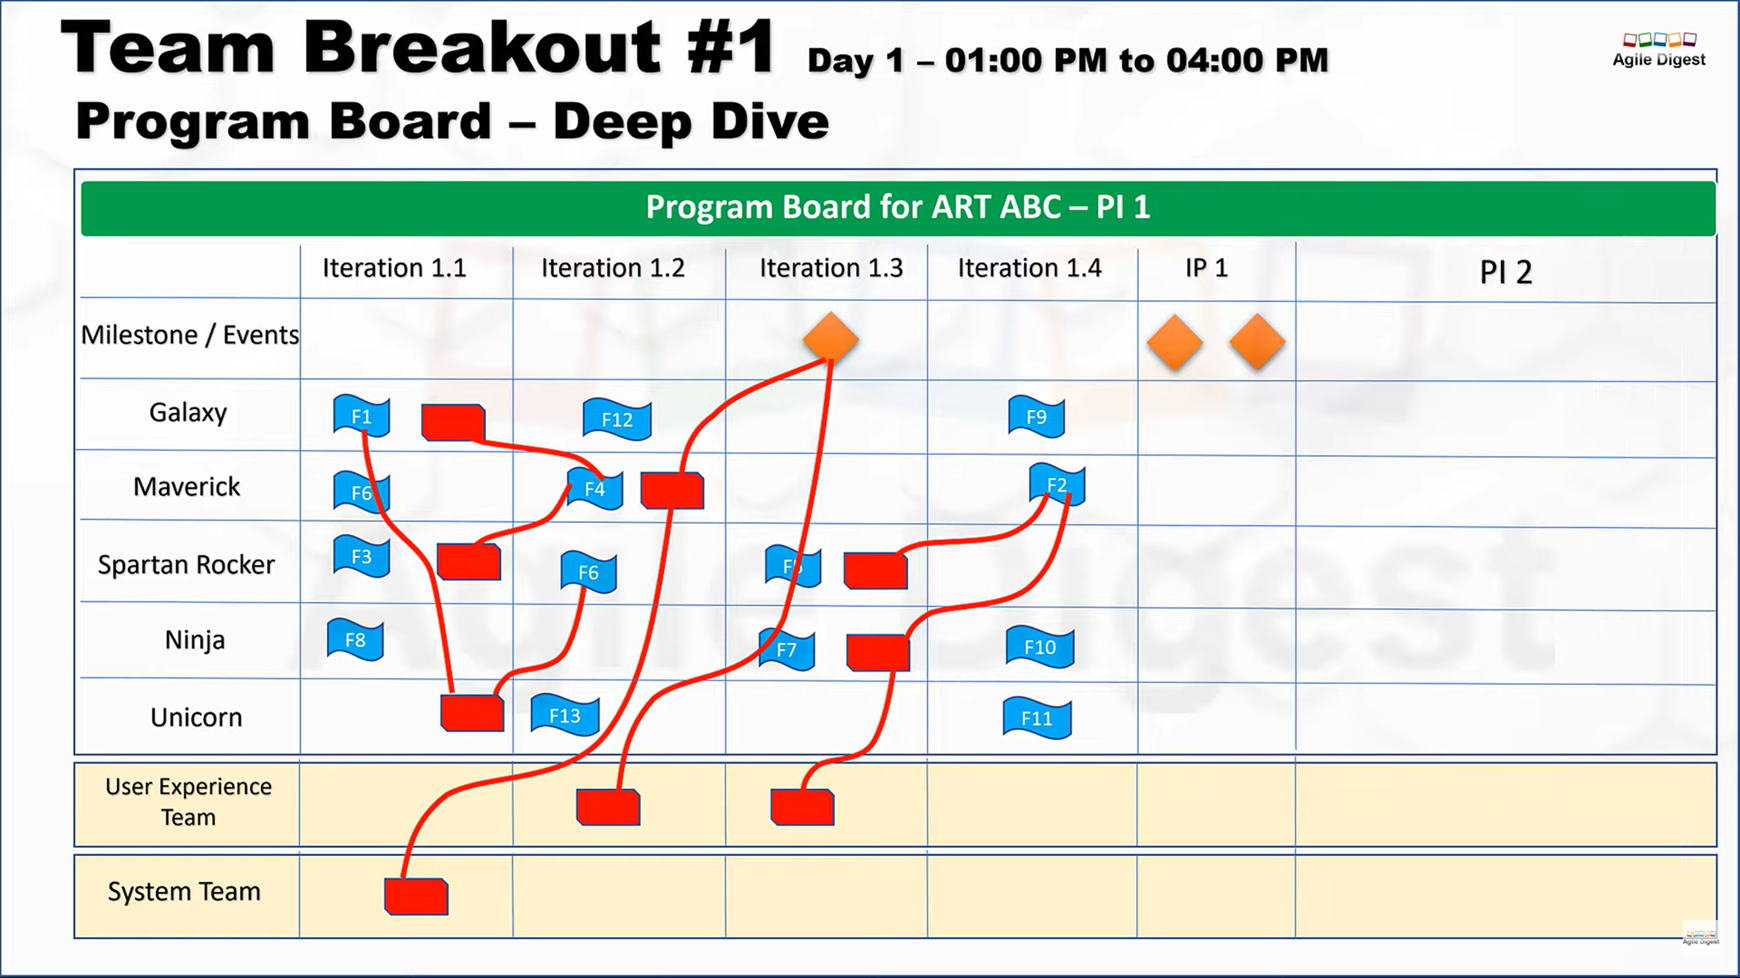 Team Breakout #1 Day 1 – 01:00 PM to 04:00 PM
Agile Digest
Program Board – Deep Dive
Program Board for ART ABC – PI 1
Iteration 1.1 Iteration 1.2 Iteration 1.3 Iteration 1.4 IP 1 PI 2
Milestone / Events
Galaxy F1 F12 F9
Maverick F6 F4 F2
Spartan Rocker F3 F6
Ninja F8 F7 F10
Unicorn F13 F11
User Experience
Team
System Team
Agile Digest
Agile Digest